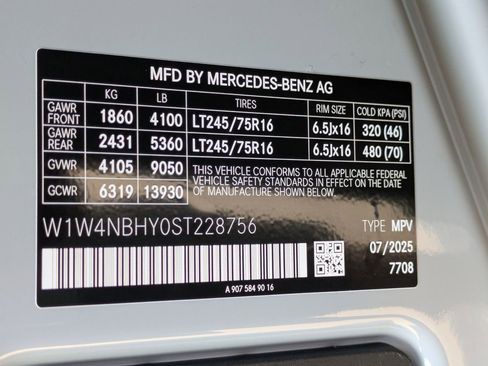 MFD BY MERCEDES-BENZ AG
KG LB TIRES RIM SIZE COLD KPA (PSI)
GAWR FRONT 1860 4100 LT245/75R16 6.5Jx16 320 (46)
GAWR REAR 2431 5360 LT245/75R16 6.5Jx16 480 (70)
GVWR 4105 9050 THIS VEHICLE CONFORMS TO ALL APPLICABLE FEDERAL
GCWR 6319 13930 VEHICLE SAFETY STANDARDS IN EFFECT ON THE DATE
OF MANUFACTURE SHOWN ABOVE.
W1W4NBHY0ST228756 TYPE MPV
07/2025
7708
A 907 584 90 16